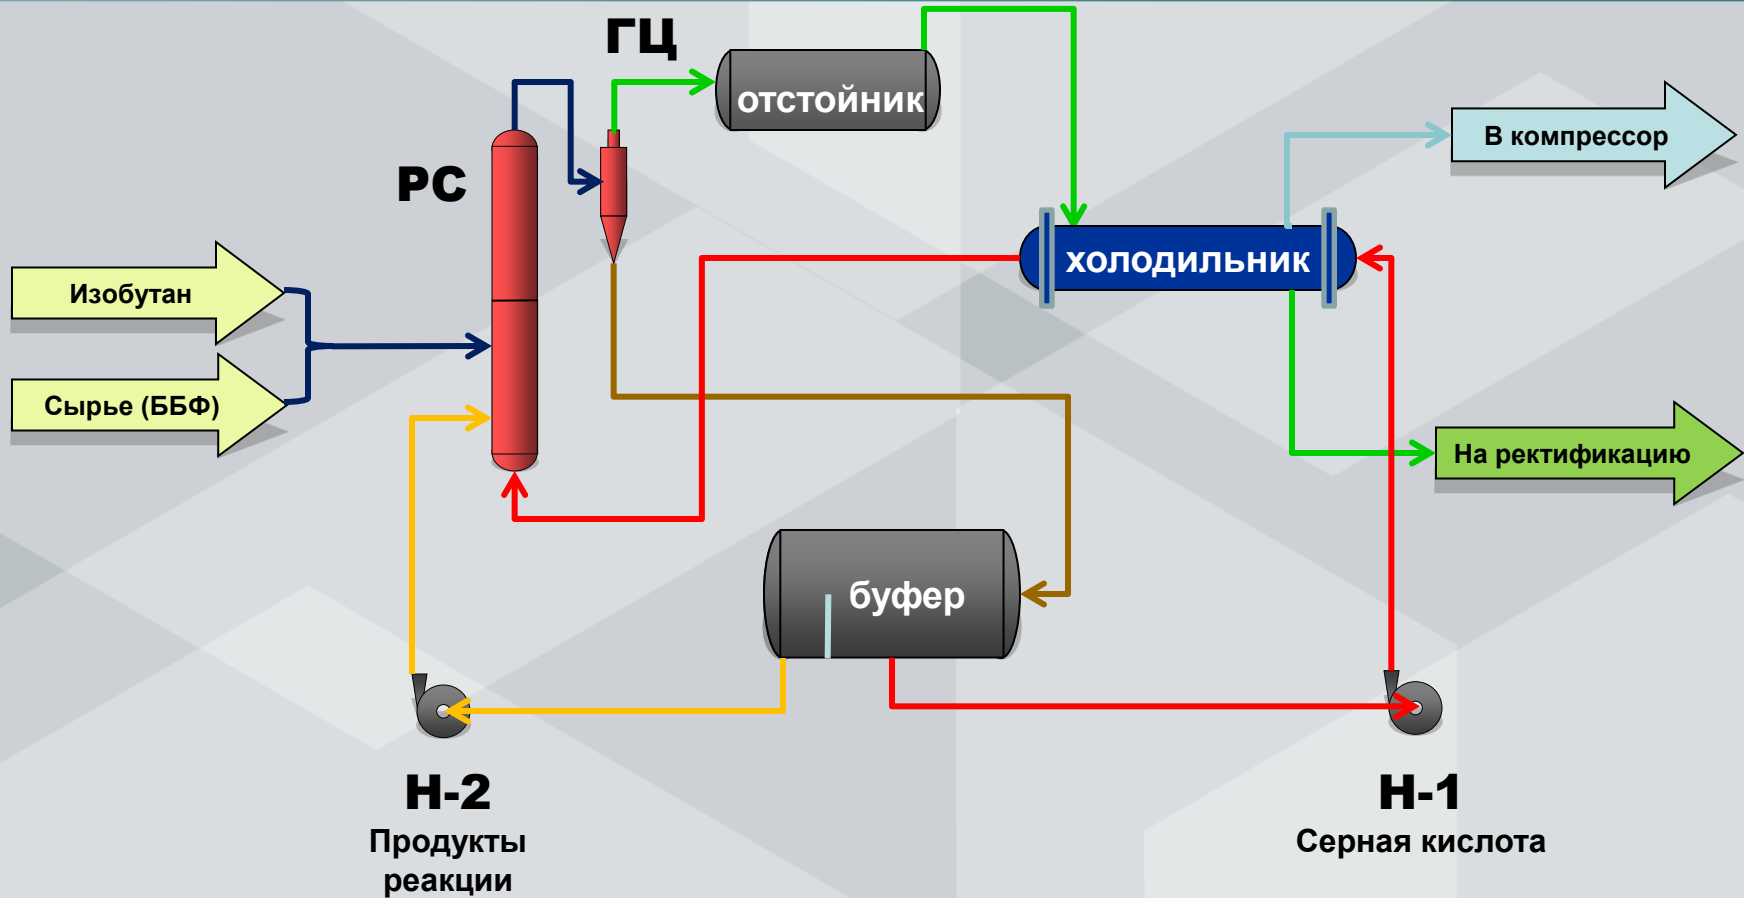 ГЦ
отстойник
РС
В компрессор
холодильник
Изобутан
Сырье (ББФ)
На ректификацию
буфер
Н-2
Продукты
реакции
Н-1
Серная кислота